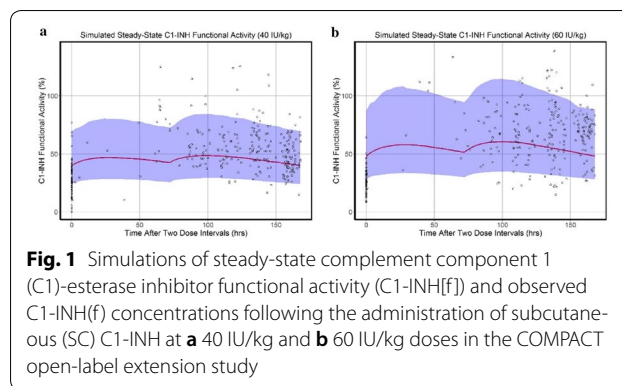 a
Simulated Steady-State C1-INH Functional Activity (40 IU/kg)
C1-INH Functional Activity (%)
100
50
0
0
50
100
150
Time After Two Dose Intervals (hrs)
b
Simulated Steady-State C1-INH Functional Activity (60 IU/kg)
C1-INH Functional Activity (%)
100
50
0
0
50
100
150
Time After Two Dose Intervals (hrs)
Fig. 1 Simulations of steady-state complement component 1
(C1)-esterase inhibitor functional activity (C1-INH[f]) and observed
C1-INH(f) concentrations following the administration of subcutane-
ous (SC) C1-INH at a 40 IU/kg and b 60 IU/kg doses in the COMPACT
open-label extension study